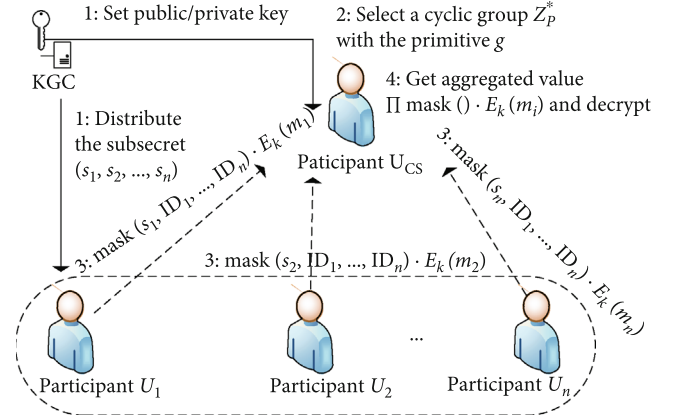 1: Set public/private key
2: Select a cyclic group Z*P
with the primitive g
KGC
4: Get aggregated value
∏ mask () · Ek (mi) and decrypt
1: Distribute
the subsecret
(s1, s2, ..., sn)
Paticipant UCS
3: mask (s1, ID1, ..., IDn) · Ek (m1)
3: mask (s2, ID1, ..., IDn) · Ek (m2)
3: mask (sn, ID1, ..., IDn) · Ek (mn)
...
Participant U1
Participant U2
Participant Un